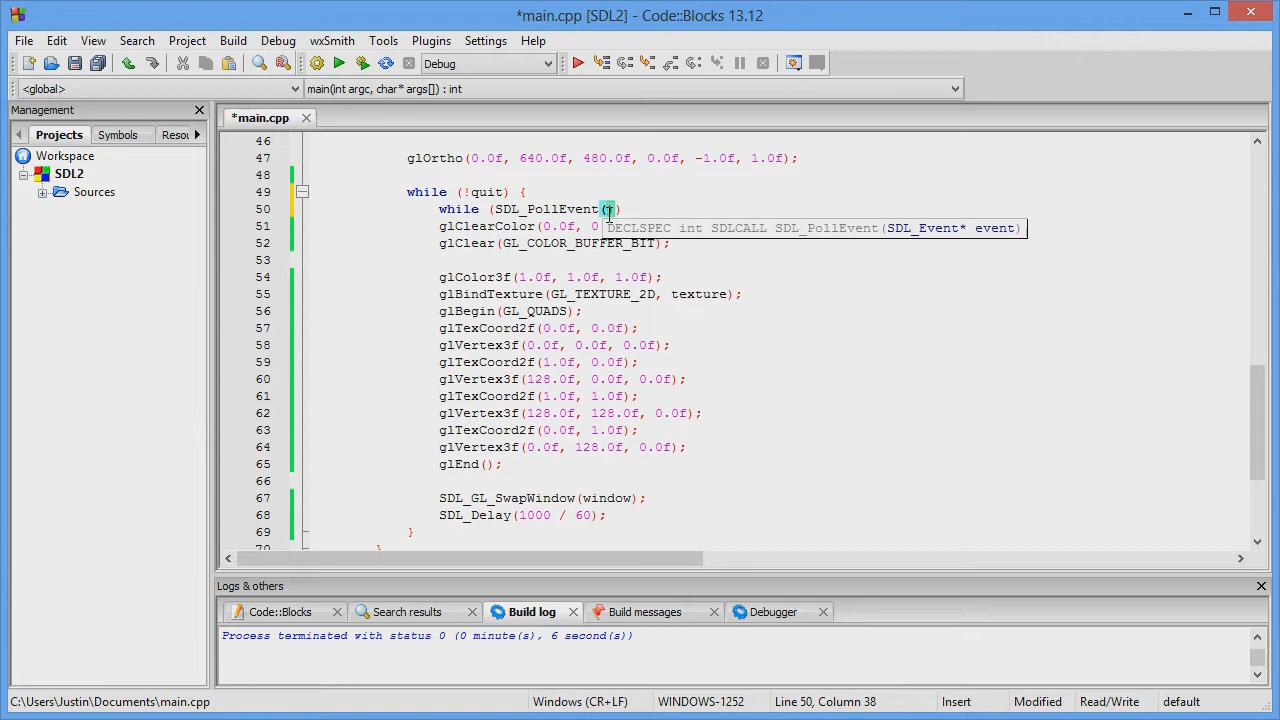 *main.cpp [SDL2] - Code::Blocks 13.12
File Edit View Search Project Build Debug wxSmith Tools Plugins Settings Help
Debug
<global> main(int argc, char* args[]) : int
Management
Projects Symbols Resou
Workspace
SDL2
Sources
*main.cpp
46
47 glOrtho(0.0f, 640.0f, 480.0f, 0.0f, -1.0f, 1.0f);
48
49 while (!quit) {
50 while (SDL_PollEvent()
51 glClearColor(0.0f, 0
DECLSPEC int SDLCALL SDL_PollEvent(SDL_Event* event)
52 glClear(GL_COLOR_BUFFER_BIT);
53
54 glColor3f(1.0f, 1.0f, 1.0f);
55 glBindTexture(GL_TEXTURE_2D, texture);
56 glBegin(GL_QUADS);
57 glTexCoord2f(0.0f, 0.0f);
58 glVertex3f(0.0f, 0.0f, 0.0f);
59 glTexCoord2f(1.0f, 0.0f);
60 glVertex3f(128.0f, 0.0f, 0.0f);
61 glTexCoord2f(1.0f, 1.0f);
62 glVertex3f(128.0f, 128.0f, 0.0f);
63 glTexCoord2f(0.0f, 1.0f);
64 glVertex3f(0.0f, 128.0f, 0.0f);
65 glEnd();
66
67 SDL_GL_SwapWindow(window);
68 SDL_Delay(1000 / 60);
69 }
70 }
Logs & others
Code::Blocks Search results Build log Build messages Debugger
Process terminated with status 0 (0 minute(s), 6 second(s))
C:\Users\Justin\Documents\main.cpp Windows (CR+LF) WINDOWS-1252 Line 50, Column 38 Insert Modified Read/Write default